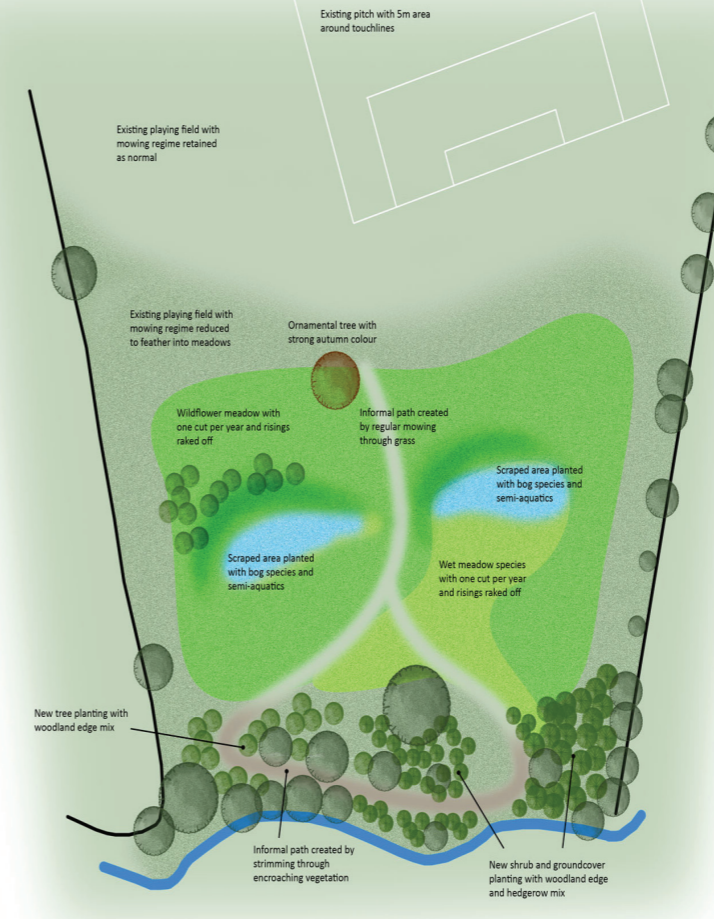 Existing pitch with 5m area
around touchlines
Existing playing field with
mowing regime retained
as normal
Existing playing field with
mowing regime reduced
to feather into meadows
Ornamental tree with
strong autumn colour
Wildflower meadow with
one cut per year and risings
raked off
Informal path created
by regular mowing
through grass
Scraped area planted
with bog species and
semi-aquatics
Scraped area planted
with bog species and
semi-aquatics
Wet meadow species
with one cut per year
and risings raked off
New tree planting with
woodland edge mix
Informal path created by
strimming through
encroaching vegetation
New shrub and groundcover
planting with woodland edge
and hedgerow mix